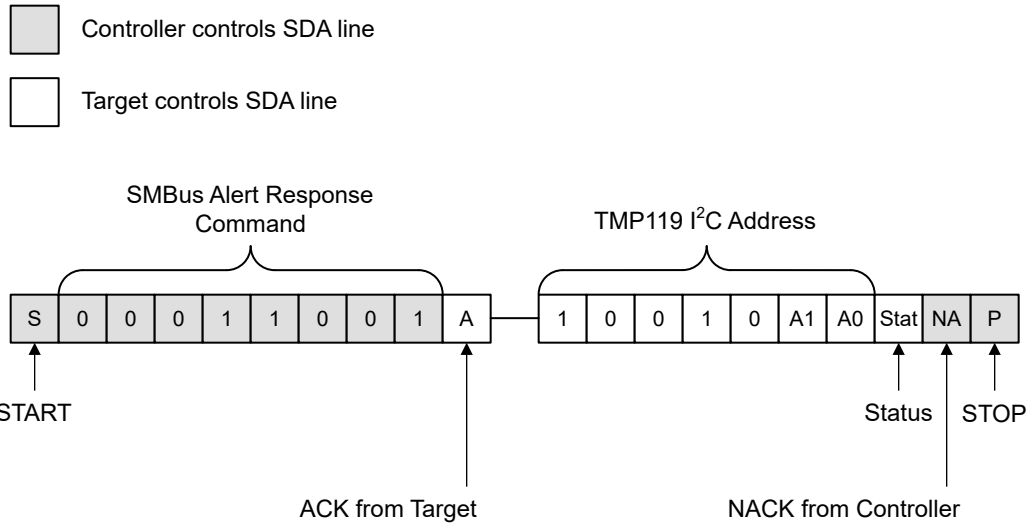 Controller controls SDA line
Target controls SDA line
SMBus Alert Response
Command
TMP119 I²C Address
S 0 0 0 1 1 0 0 1 A 1 0 0 1 0 A1 A0 Stat NA P
START
Status
STOP
ACK from Target
NACK from Controller